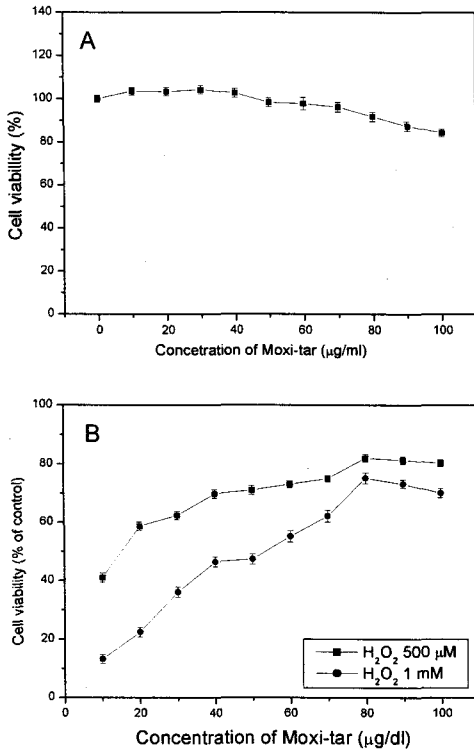 A
140
120
100
80
60
40
20
0
Cell viabillity (%)
0 20 40 60 80 100
Concetration of Moxi-tar (µg/ml)
B
100
80
60
40
20
0
Cell viability (% of control)
0 20 40 60 80 100
H₂O₂ 500 µM
H₂O₂ 1 mM
Concentration of Moxi-tar (µg/dl)